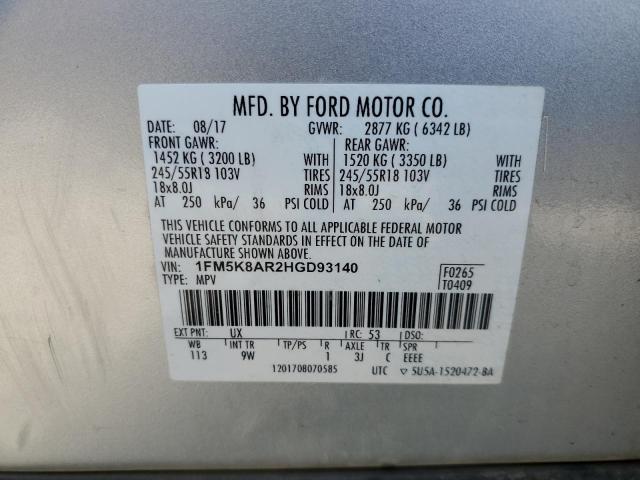 MFD. BY FORD MOTOR CO.
DATE: 08/17 GVWR: 2877 KG ( 6342 LB)
FRONT GAWR: REAR GAWR:
1452 KG ( 3200 LB) WITH 1520 KG ( 3350 LB) WITH
245/55R18 103V TIRES 245/55R18 103V TIRES
18x8.0J RIMS 18x8.0J RIMS
AT 250 kPa/ 36 PSI COLD AT 250 kPa/ 36 PSI COLD
THIS VEHICLE CONFORMS TO ALL APPLICABLE FEDERAL MOTOR
VEHICLE SAFETY STANDARDS IN EFFECT ON THE DATE OF
MANUFACTURE SHOWN ABOVE.
VIN: 1FM5K8AR2HGD93140 F0265
TYPE: MPV T0409
EXT PNT: UX RC: 53 DSO:
WB INT TR TP/PS R AXLE TR SPR
113 9W 1 3J C EEEE
1201708070585 UTC ▽ 5U5A-1520472-BA